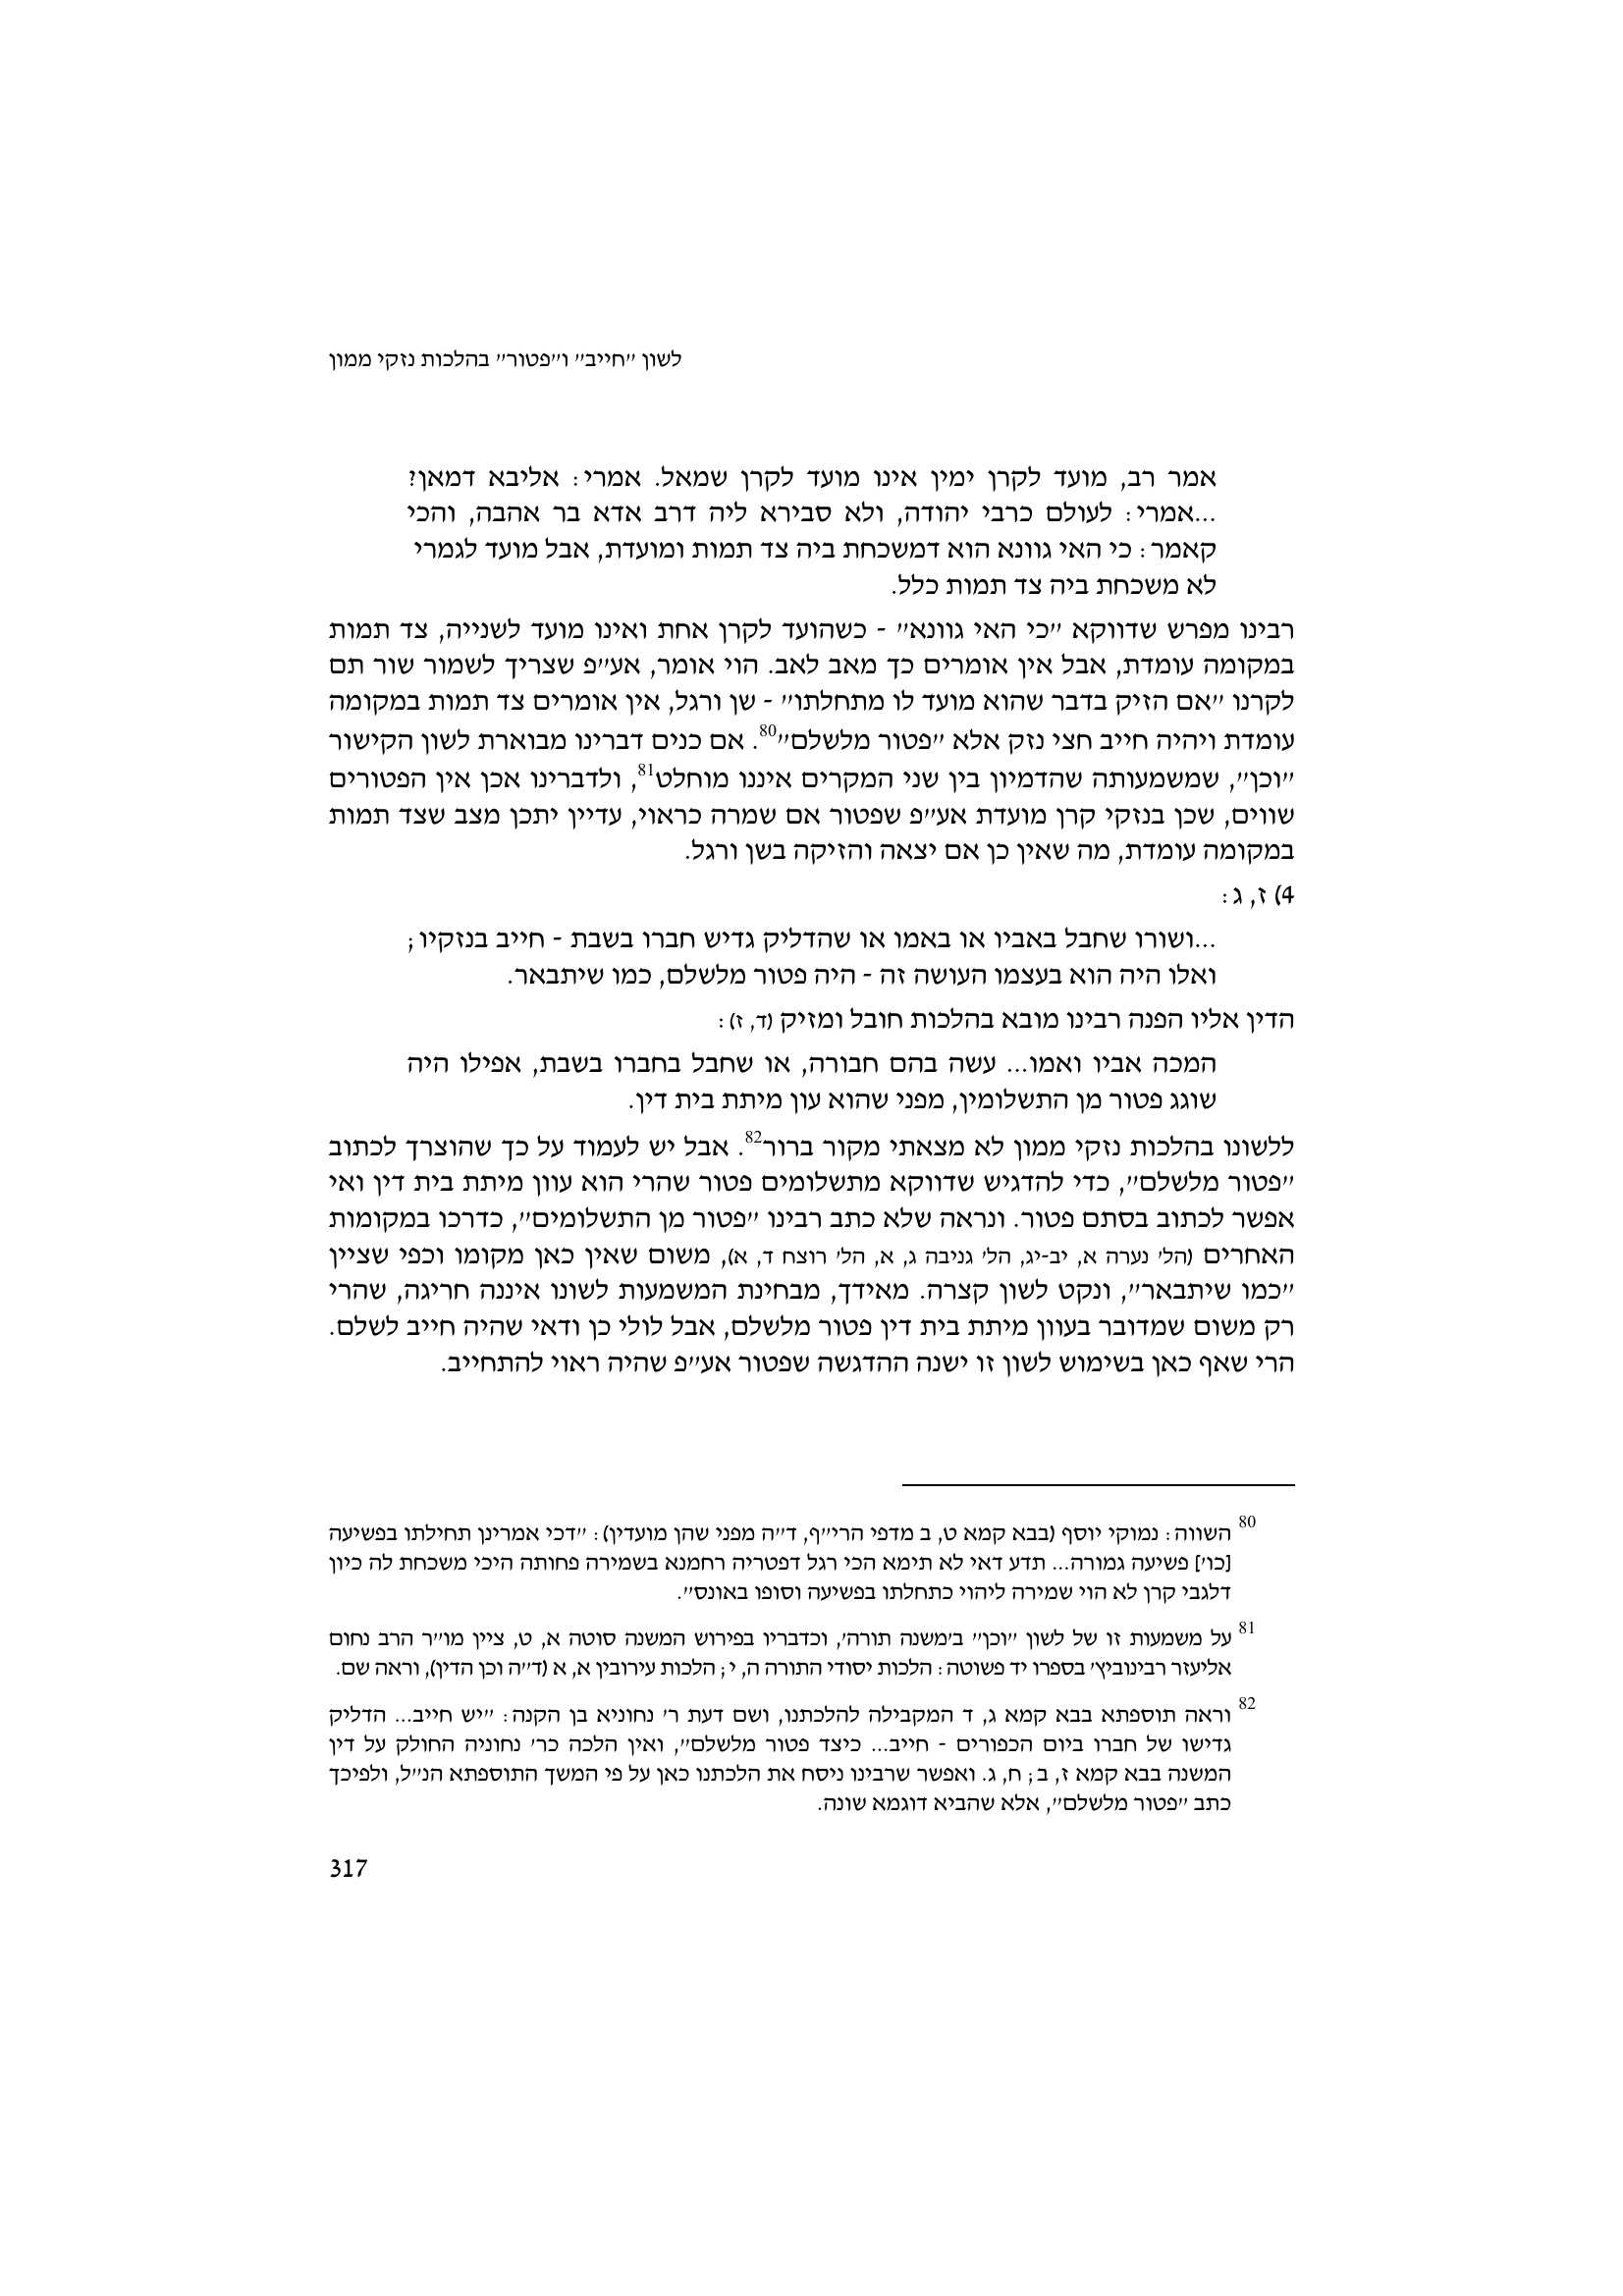 לשון ״חייב״ ו״פטור״ בהלכות נזקי ממון
אמר רב, מועד לקרן ימין אינו מועד לקרן שמאל. אמרי: אליבא דמאן?
...אמרי: לעולם כרבי יהודה, ולא סבירא ליה דרב אדא בר אהבה, והכי
קאמר: כי האי גוונא הוא דמשכחת ביה צד תמות ומועדת, אבל מועד לגמרי
לא משכחת ביה צד תמות כלל.
רבינו מפרש שדווקא ״כי האי גוונא״ - כשהועד לקרן אחת ואינו מועד לשנייה, צד תמות
במקומה עומדת, אבל אין אומרים כך מאב לאב. הוי אומר, אע״פ שצריך לשמור שור תם
לקרנו ״אם הזיק בדבר שהוא מועד לו מתחלתו״ - שן ורגל, אין אומרים צד תמות במקומה
עומדת ויהיה חייב חצי נזק אלא ״פטור מלשלם״80. אם כנים דברינו מבוארת לשון הקישור
״וכן״, שמשמעותה שהדמיון בין שני המקרים איננו מוחלט81, ולדברינו אכן אין הפטורים
שווים, שכן בנזקי קרן מועדת אע״פ שפטור אם שמרה כראוי, עדיין יתכן מצב שצד תמות
במקומה עומדת, מה שאין כן אם יצאה והזיקה בשן ורגל.
4) ז, ג:
...ושורו שחבל באביו או באמו או שהדליק גדיש חברו בשבת - חייב בנזקיו;
ואלו היה הוא בעצמו העושה זה - היה פטור מלשלם, כמו שיתבאר.
הדין אליו הפנה רבינו מובא בהלכות חובל ומזיק (ד, ז):
המכה אביו ואמו... עשה בהם חבורה, או שחבל בחברו בשבת, אפילו היה
שוגג פטור מן התשלומין, מפני שהוא עון מיתת בית דין.
ללשונו בהלכות נזקי ממון לא מצאתי מקור ברור82. אבל יש לעמוד על כך שהוצרך לכתוב
״פטור מלשלם״, כדי להדגיש שדווקא מתשלומים פטור שהרי הוא עוון מיתת בית דין ואי
אפשר לכתוב בסתם פטור. ונראה שלא כתב רבינו ״פטור מן התשלומים״, כדרכו במקומות
האחרים (הל׳ נערה א, יב-יג, הל׳ גניבה ג, א, הל׳ רוצח ד, א), משום שאין כאן מקומו וכפי שציין
״כמו שיתבאר״, ונקט לשון קצרה. מאידך, מבחינת המשמעות לשונו איננה חריגה, שהרי
רק משום שמדובר בעוון מיתת בית דין פטור מלשלם, אבל לולי כן ודאי שהיה חייב לשלם.
הרי שאף כאן בשימוש לשון זו ישנה ההדגשה שפטור אע״פ שהיה ראוי להתחייב.
80 השווה: נמוקי יוסף (בבא קמא ט, ב מדפי הרי״ף, ד״ה מפני שהן מועדין): ״דכי אמרינן תחילתו בפשיעה
[כו׳] פשיעה גמורה... תדע דאי לא תימא הכי רגל דפטריה רחמנא בשמירה פחותה היכי משכחת לה כיון
דלגבי קרן לא הוי שמירה ליהוי כתחלתו בפשיעה וסופו באונס״.
81 על משמעות זו של לשון ״וכן״ ב׳משנה תורה׳, וכדבריו בפירוש המשנה סוטה א, ט, ציין מו״ר הרב נחום
אליעזר רבינוביץ׳ בספרו יד פשוטה: הלכות יסודי התורה ה, י; הלכות עירובין א, א (ד״ה וכן הדין), וראה שם.
82 וראה תוספתא בבא קמא ג, ד המקבילה להלכתנו, ושם דעת ר׳ נחוניא בן הקנה: ״יש חייב... הדליק
גדישו של חברו ביום הכפורים - חייב... כיצד פטור מלשלם״, ואין הלכה כר׳ נחוניה החולק על דין
המשנה בבא קמא ז, ב; ח, ג. ואפשר שרבינו ניסח את הלכתנו כאן על פי המשך התוספתא הנ״ל, ולפיכך
כתב ״פטור מלשלם״, אלא שהביא דוגמא שונה.
317